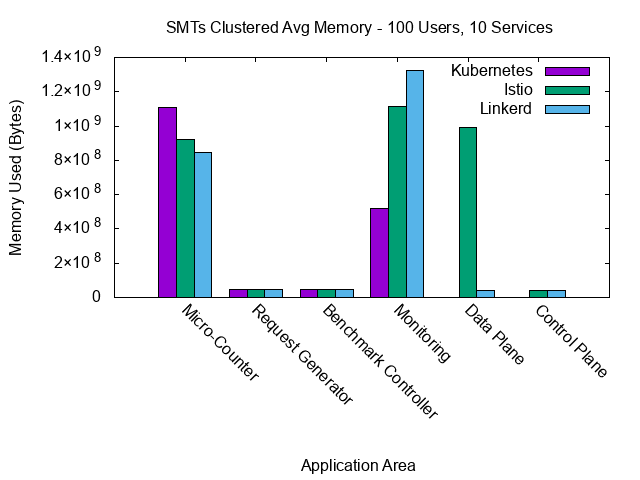 SMTs Clustered Avg Memory - 100 Users, 10 Services
Memory Used (Bytes)
1.4×10⁹
1.2×10⁹
1×10⁹
8×10⁸
6×10⁸
4×10⁸
2×10⁸
0
Kubernetes
Istio
Linkerd
Micro-Counter
Request Generator
Benchmark Controller
Monitoring
Data Plane
Control Plane
Application Area